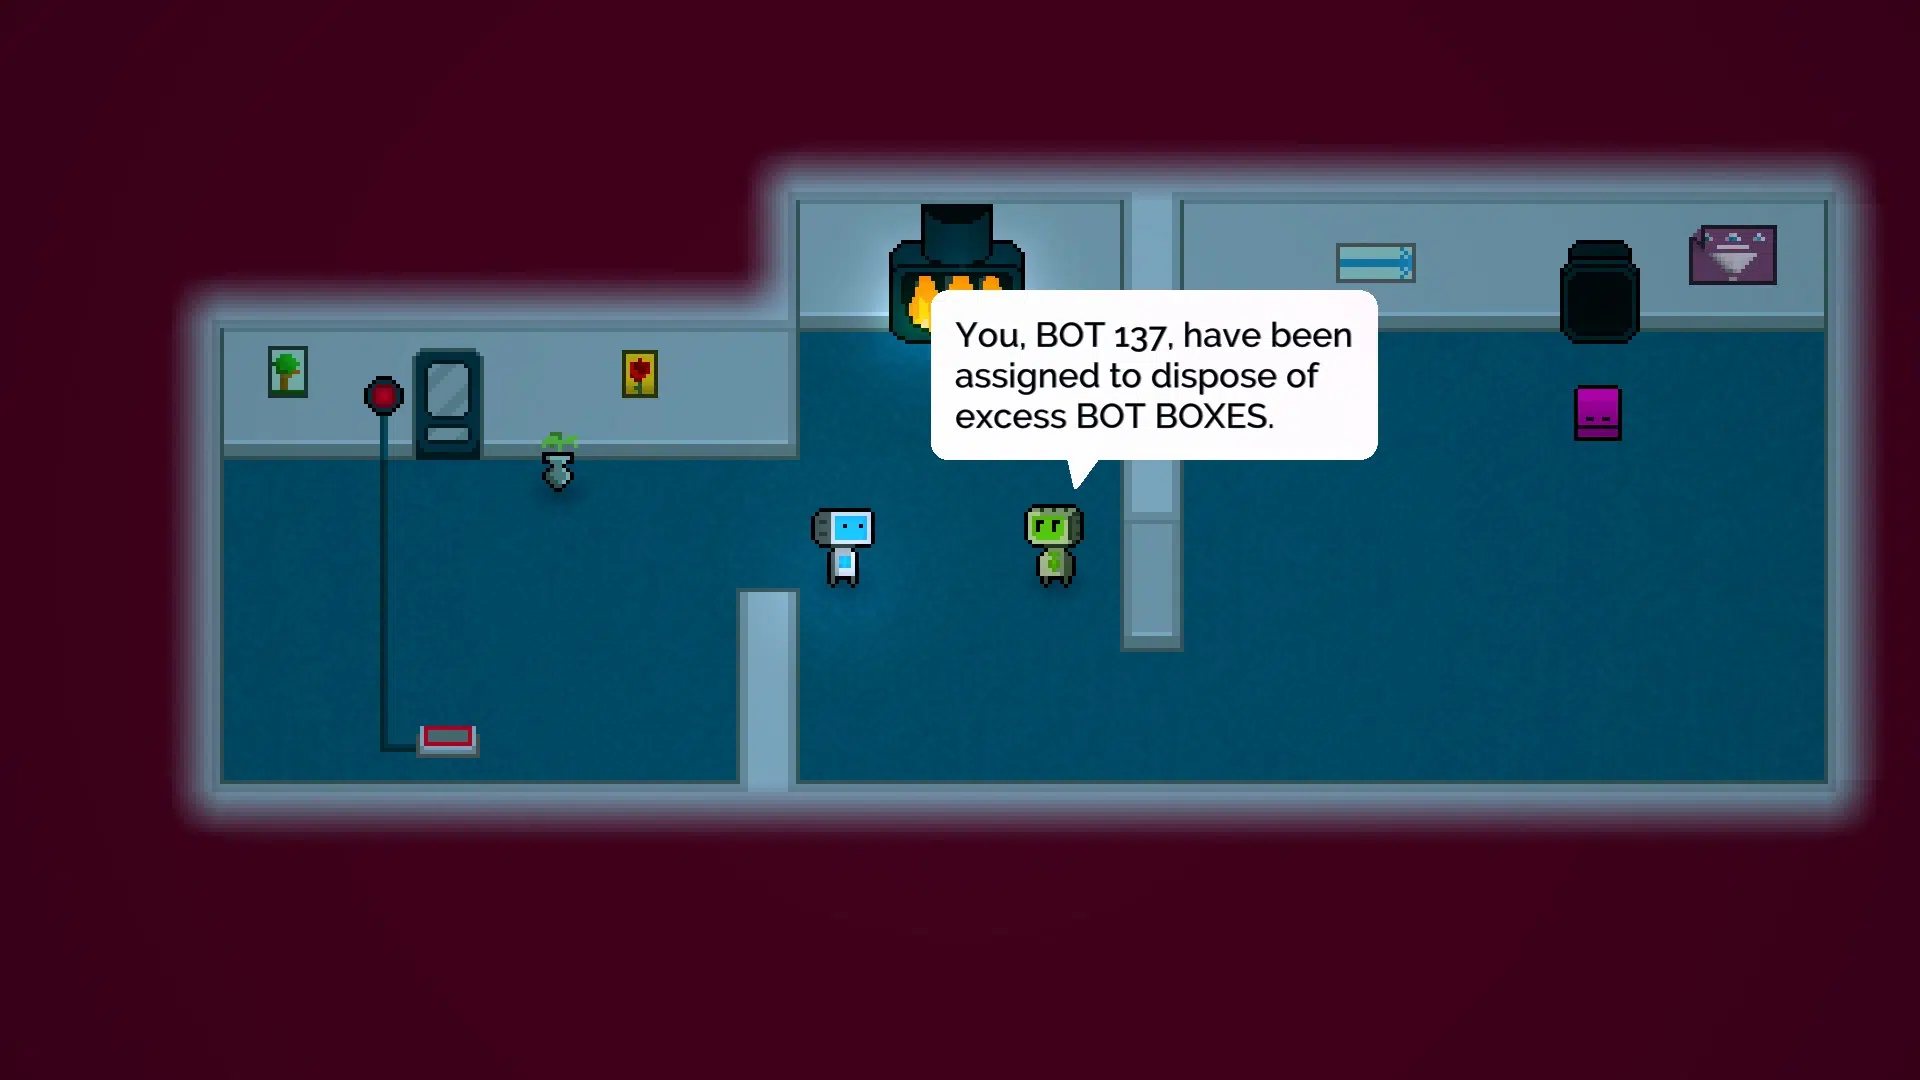 You, BOT 137, have been
assigned to dispose of
excess BOT BOXES.